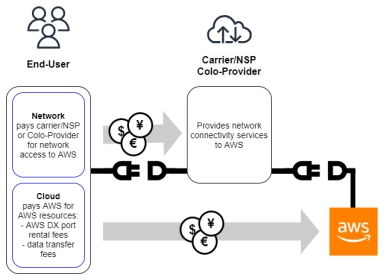 End-User
Carrier/NSP
Colo-Provider
Network
pays carrier/NSP
or Colo-Provider
for network
access to AWS
$
¥
€
Provides network
connectivity services
to AWS
Cloud
pays AWS for
AWS resources:
- AWS DX port
rental fees
- data transfer
fees
$
¥
€
aws